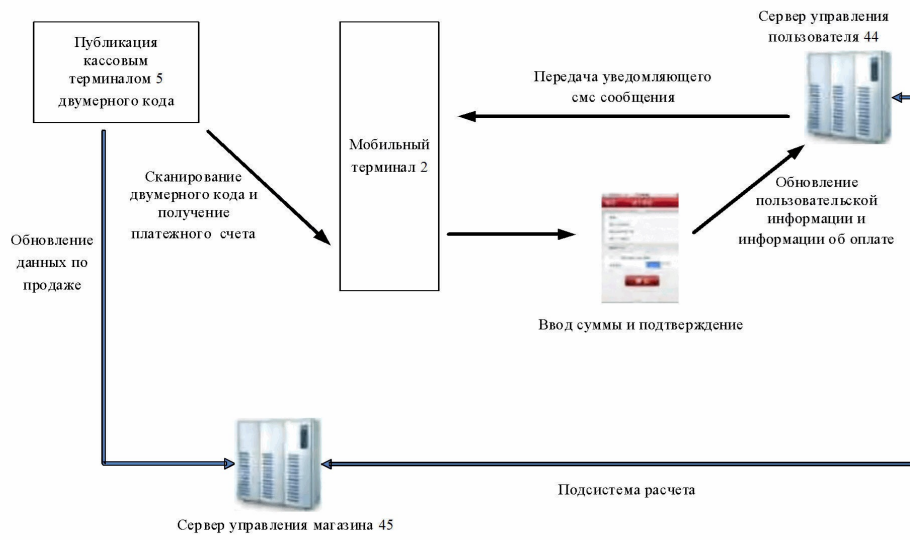 Публикация
кассовым
терминалом 5
двумерного кода
Сканирование
двумерного кода и
получение
платежного счета
Обновление
данных по
продаже
Мобильный
терминал 2
Передача уведомляющего
смс сообщения
Сервер управления
пользователя 44
Обновление
пользовательской
информации и
информации об оплате
Ввод суммы и подтверждение
Сервер управления магазина 45
Подсистема расчета